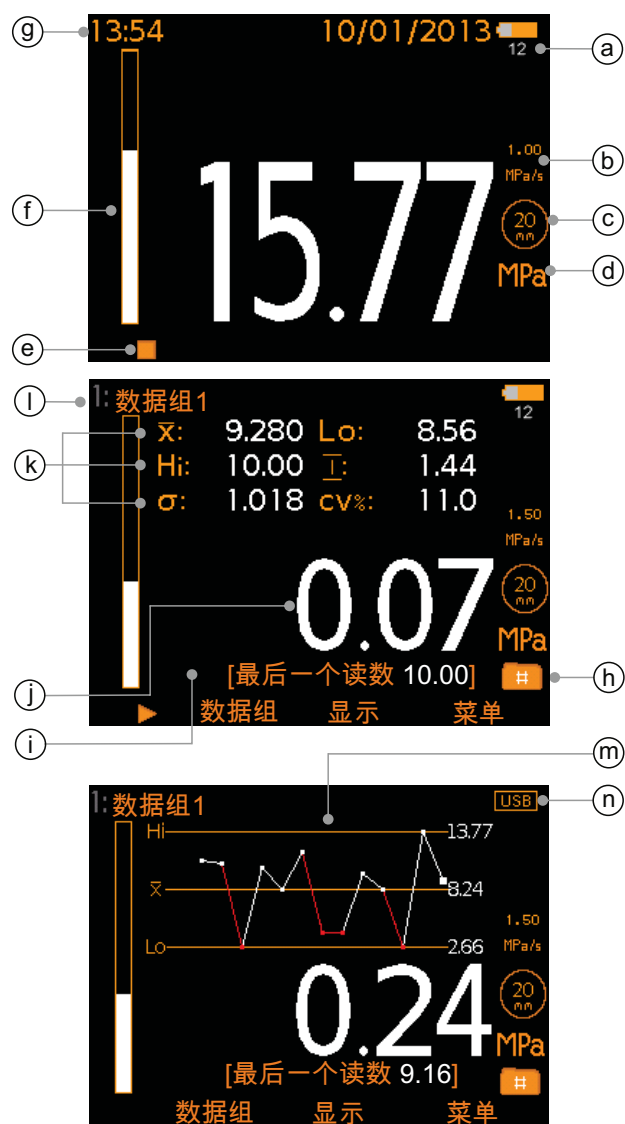 g 13:54 10/01/2013
12 a
1.00 b
MPa/s
20 c
mm
f 15.77 MPa d
e
l 1: 数据组1
12
x̅: 9.280 Lo: 8.56
k Hi: 10.00 I̅: 1.44
σ: 1.018 cv%: 11.0
1.50
MPa/s
20
mm
0.07 MPa
j [最后一个读数 10.00] # h
i 数据组 显示 菜单
m
1: 数据组1 USB n
Hi 13.77
x̅ 8.24
Lo 2.66
1.50
MPa/s
20
mm
0.24 MPa
[最后一个读数 9.16] #
数据组 显示 菜单